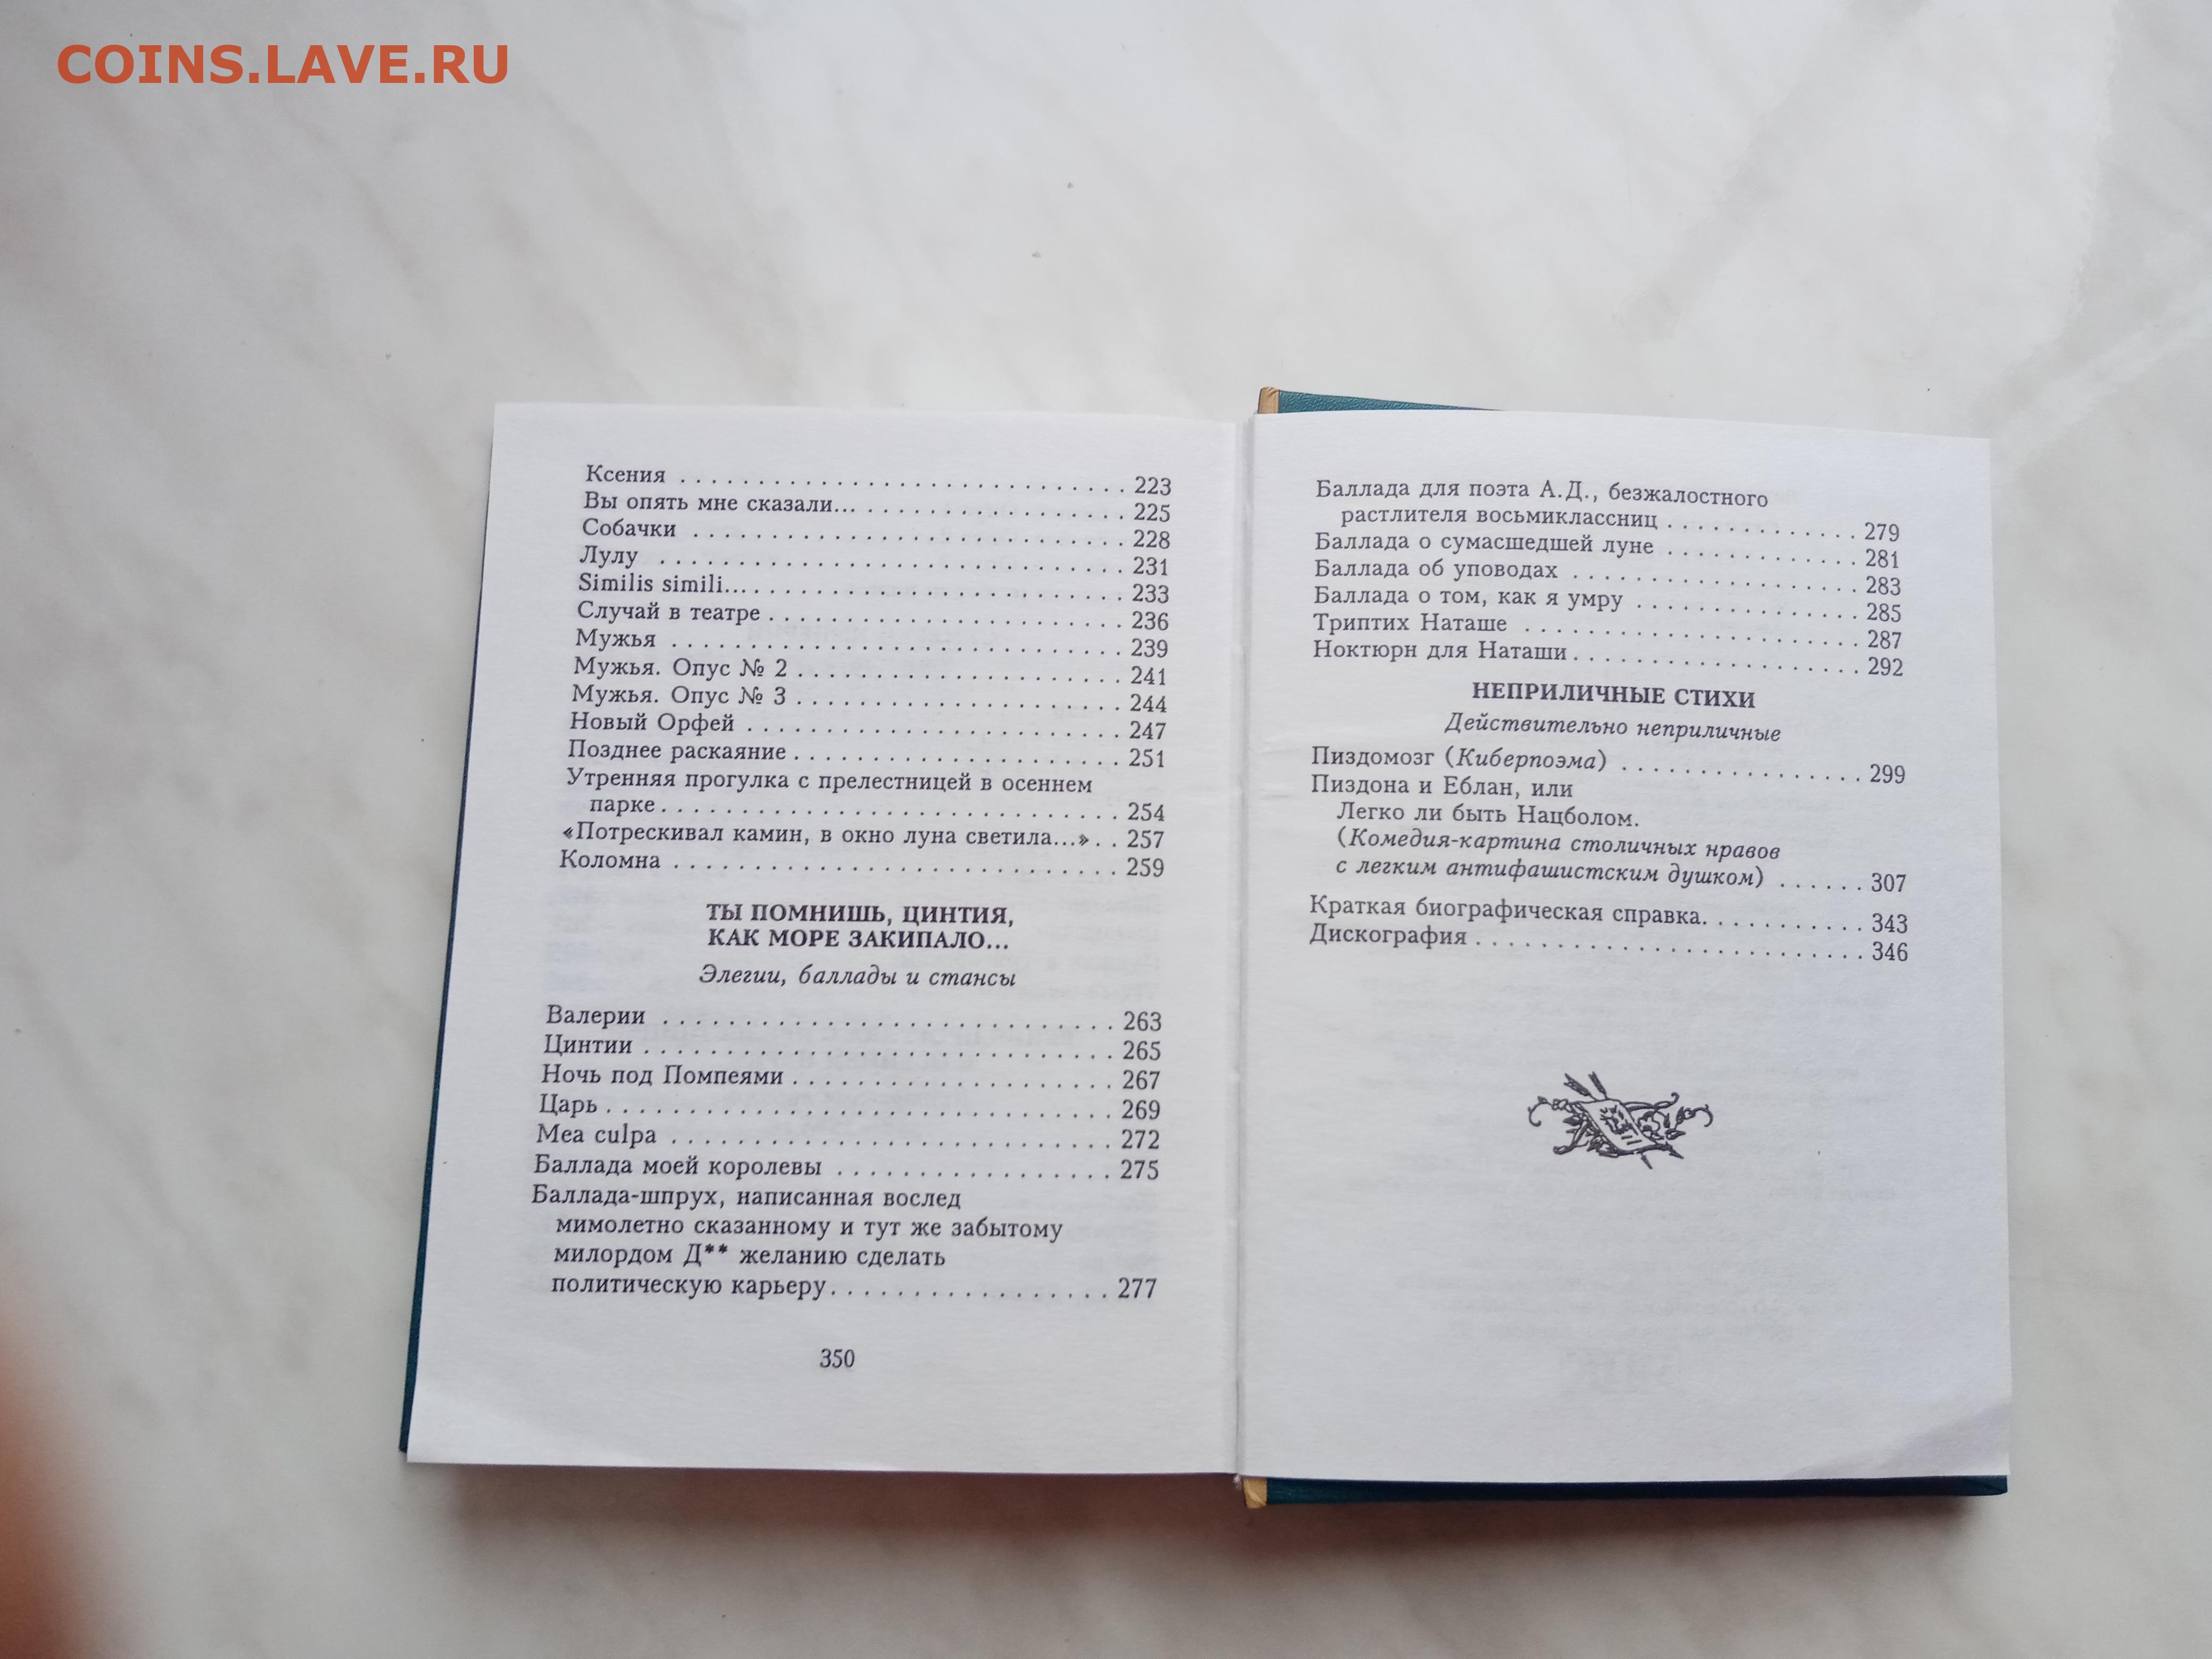 COINS.LAVE.RU
Ксения . . . . . . . . . . . . . . . . . . . . . . . . . . . . . 223
Вы опять мне сказали... . . . . . . . . . . . . . . . . . . 225
Собачки . . . . . . . . . . . . . . . . . . . . . . . . . . . . 228
Лулу . . . . . . . . . . . . . . . . . . . . . . . . . . . . . . 231
Similis simili... . . . . . . . . . . . . . . . . . . . . . . . . . 233
Случай в театре . . . . . . . . . . . . . . . . . . . . . . . 236
Мужья . . . . . . . . . . . . . . . . . . . . . . . . . . . . . 239
Мужья. Опус № 2 . . . . . . . . . . . . . . . . . . . . . 241
Мужья. Опус № 3 . . . . . . . . . . . . . . . . . . . . . 244
Новый Орфей . . . . . . . . . . . . . . . . . . . . . . . . 247
Позднее раскаяние . . . . . . . . . . . . . . . . . . . . . 251
Утренняя прогулка с прелестницей в осеннем
парке . . . . . . . . . . . . . . . . . . . . . . . . . . . . . 254
«Потрескивал камин, в окно луна светила...» . . 257
Коломна . . . . . . . . . . . . . . . . . . . . . . . . . . . . 259
ТЫ ПОМНИШЬ, ЦИНТИЯ,
КАК МОРЕ ЗАКИПАЛО...
Элегии, баллады и стансы
Валерии . . . . . . . . . . . . . . . . . . . . . . . . . . . . 263
Цинтии . . . . . . . . . . . . . . . . . . . . . . . . . . . . . 265
Ночь под Помпеями . . . . . . . . . . . . . . . . . . . . 267
Царь . . . . . . . . . . . . . . . . . . . . . . . . . . . . . . . 269
Mea culpa . . . . . . . . . . . . . . . . . . . . . . . . . . . 272
Баллада моей королевы . . . . . . . . . . . . . . . . . 275
Баллада-шпрух, написанная вослед
мимолетно сказанному и тут же забытому
милордом Д** желанию сделать
политическую карьеру . . . . . . . . . . . . . . . . . 277
350
Баллада для поэта А.Д., безжалостного
растлителя восьмиклассниц . . . . . . . . . . . . 279
Баллада о сумасшедшей луне . . . . . . . . . . . . 281
Баллада об уповодах . . . . . . . . . . . . . . . . . . 283
Баллада о том, как я умру . . . . . . . . . . . . . . 285
Триптих Наташе . . . . . . . . . . . . . . . . . . . . . 287
Ноктюрн для Наташи . . . . . . . . . . . . . . . . . . 292
НЕПРИЛИЧНЫЕ СТИХИ
Действительно неприличные
Пиздомозг (Киберпоэма) . . . . . . . . . . . . . . . 299
Пиздона и Еблан, или
Легко ли быть Нацболом.
(Комедия-картина столичных нравов
с легким антифашистским душком) . . . . . . 307
Краткая биографическая справка. . . . . . . . . . 343
Дискография . . . . . . . . . . . . . . . . . . . . . . . . 346